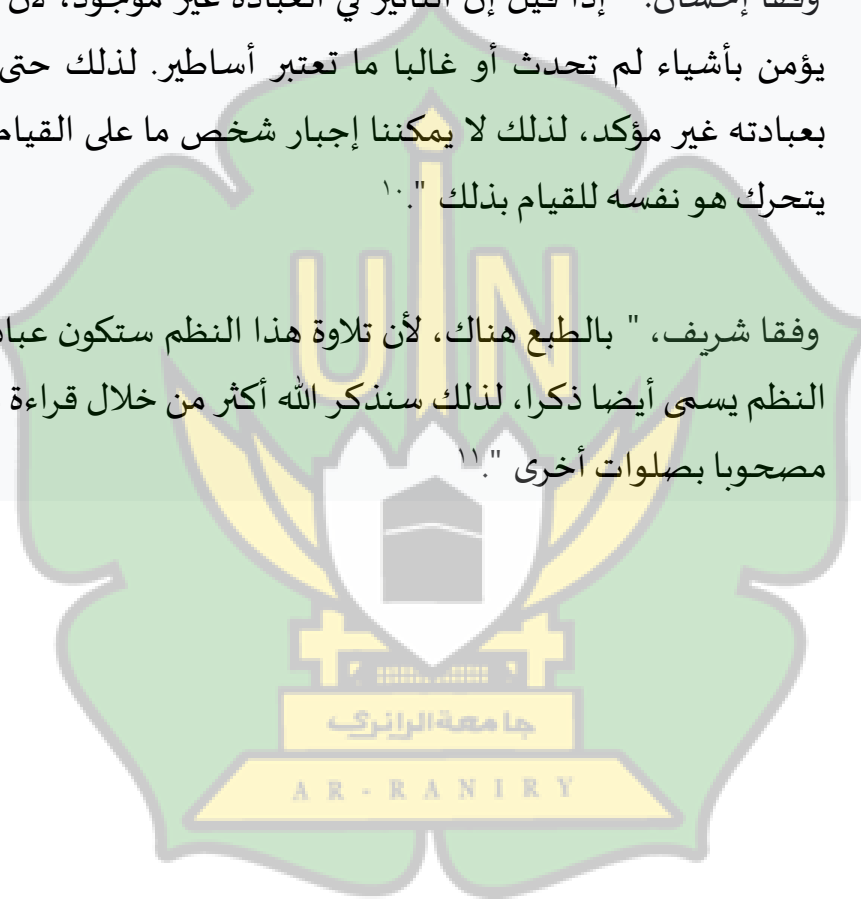 وفقا إحسان: " إذا قيل إن التأثير في العبادة غير موجود، لأن
يؤمن بأشياء لم تحدث أو غالبا ما تعتبر أساطير. لذلك حتى
بعبادته غير مؤكد، لذلك لا يمكننا إجبار شخص ما على القيام
يتحرك هو نفسه للقيام بذلك ".١٠
وفقا شريف، " بالطبع هناك، لأن تلاوة هذا النظم ستكون
النظم يسمى أيضا ذكرا، لذلك سنذكر الله أكثر من خلال قراءة
مصحوبا بصلوات أخرى ".١١
UIN
جامعة الرانري
AR-RANIRY